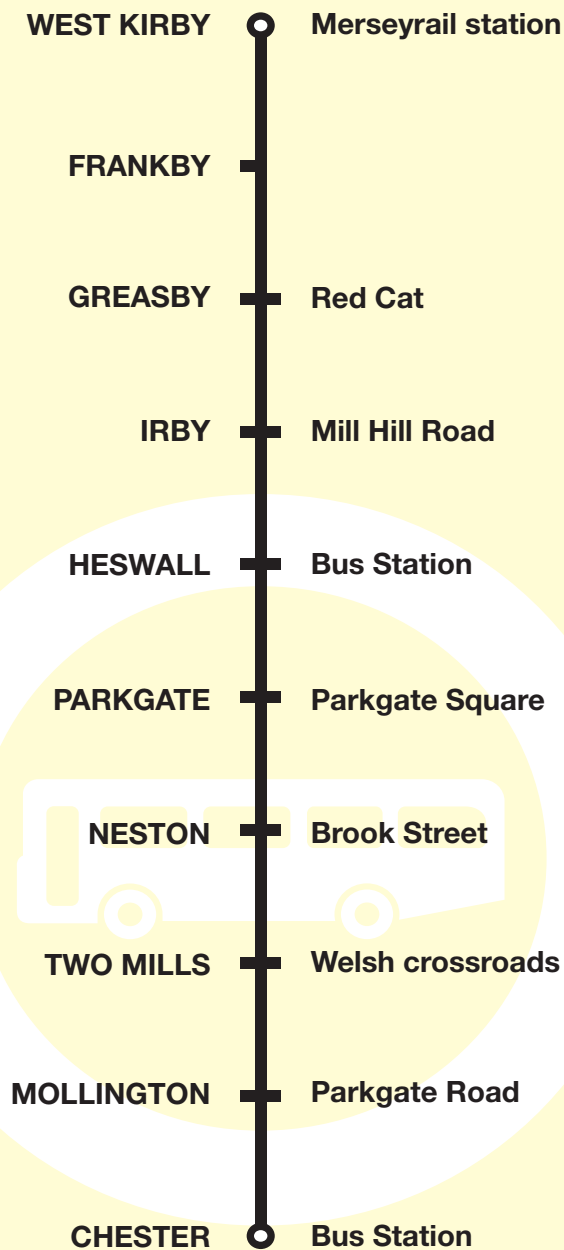 WEST KIRBY Merseyrail station
FRANKBY
GREASBY Red Cat
IRBY Mill Hill Road
HESWALL Bus Station
PARKGATE Parkgate Square
NESTON Brook Street
TWO MILLS Welsh crossroads
MOLLINGTON Parkgate Road
CHESTER Bus Station